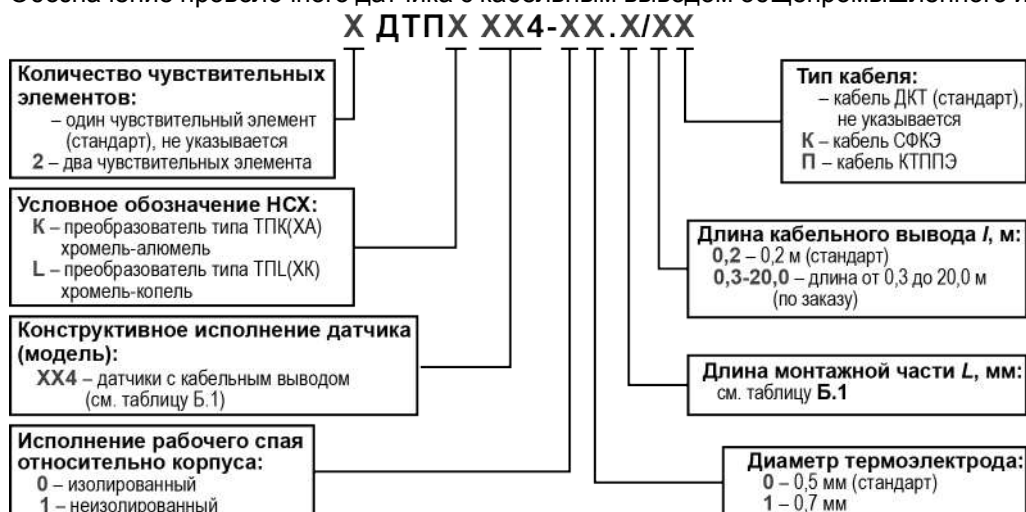 Х ДТПХ ХХ4-ХХ.Х/ХХ
Количество чувствительных
элементов:
– один чувствительный элемент
(стандарт), не указывается
2 – два чувствительных элемента
Условное обозначение НСХ:
К – преобразователь типа ТПК(ХА)
хромель-алюмель
L – преобразователь типа ТПL(ХК)
хромель-копель
Конструктивное исполнение датчика
(модель):
ХХ4 – датчики с кабельным выводом
(см. таблицу Б.1)
Исполнение рабочего спая
относительно корпуса:
0 – изолированный
1 – неизолированный
Тип кабеля:
– кабель ДКТ (стандарт),
не указывается
К – кабель СФКЭ
П – кабель КТППЭ
Длина кабельного вывода l, м:
0,2 – 0,2 м (стандарт)
0,3-20,0 – длина от 0,3 до 20,0 м
(по заказу)
Длина монтажной части L, мм:
см. таблицу Б.1
Диаметр термоэлектрода:
0 – 0,5 мм (стандарт)
1 – 0,7 мм